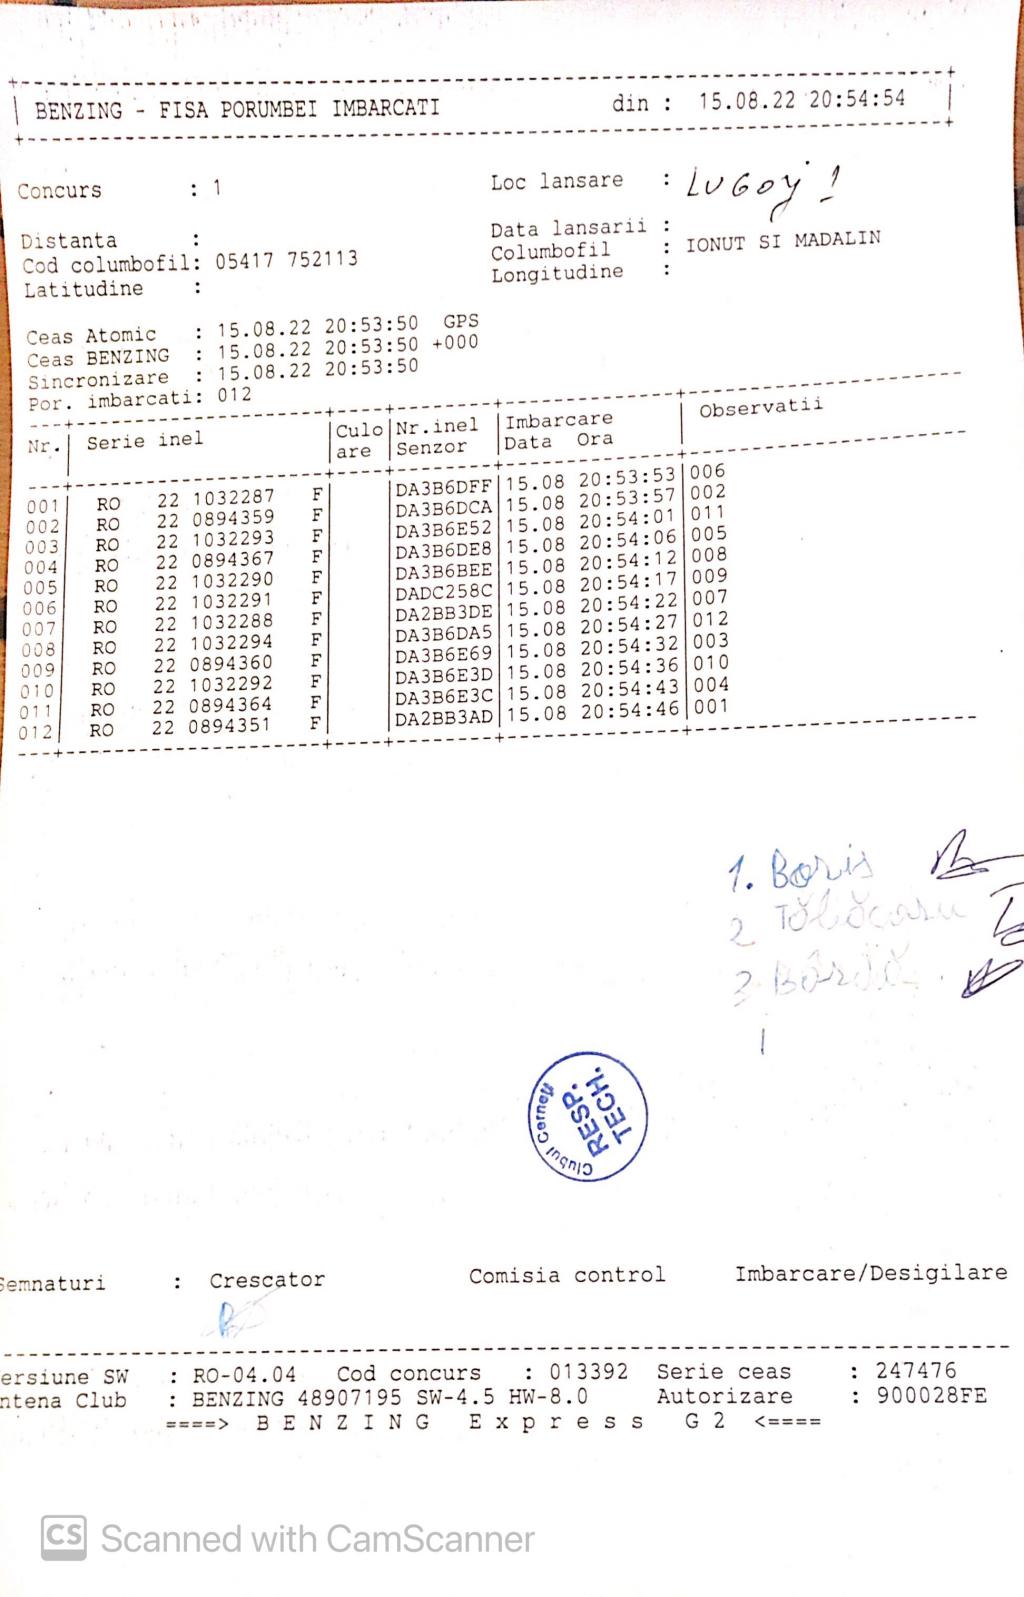 BENZING - FISA PORUMBEI IMBARCATI din : 15.08.22 20:54:54
Concurs : 1 Loc lansare : LUGOJ 1
Distanta : Data lansarii :
Cod columbofil: 05417 752113 Columbofil : IONUT SI MADALIN
Latitudine : Longitudine :
Ceas Atomic : 15.08.22 20:53:50 GPS
Ceas BENZING : 15.08.22 20:53:50 +000
Sincronizare : 15.08.22 20:53:50
Por. imbarcati: 012
Nr. Serie inel Culo Nr.inel Imbarcare Observatii
are Senzor Data Ora
001 RO 22 1032287 F DA3B6DFF 15.08 20:53:53 006
002 RO 22 0894359 F DA3B6DCA 15.08 20:53:57 002
003 RO 22 1032293 F DA3B6E52 15.08 20:54:01 011
004 RO 22 0894367 F DA3B6DE8 15.08 20:54:06 005
005 RO 22 1032290 F DA3B6BEE 15.08 20:54:12 008
006 RO 22 1032291 F DADC258C 15.08 20:54:17 009
007 RO 22 1032288 F DA2BB3DE 15.08 20:54:22 007
008 RO 22 1032294 F DA3B6DA5 15.08 20:54:27 012
009 RO 22 0894360 F DA3B6E69 15.08 20:54:32 003
010 RO 22 1032292 F DA3B6E3D 15.08 20:54:36 010
011 RO 22 0894364 F DA3B6E3C 15.08 20:54:43 004
012 RO 22 0894351 F DA2BB3AD 15.08 20:54:46 001
1. Boris
2
3
Clubul Cerneti
RESP.
TECH.
Semnaturi : Crescator Comisia control Imbarcare/Desigilare
ersiune SW : RO-04.04 Cod concurs : 013392 Serie ceas : 247476
ntena Club : BENZING 48907195 SW-4.5 HW-8.0 Autorizare : 900028FE
====> B E N Z I N G E x p r e s s G 2 <====
CS Scanned with CamScanner